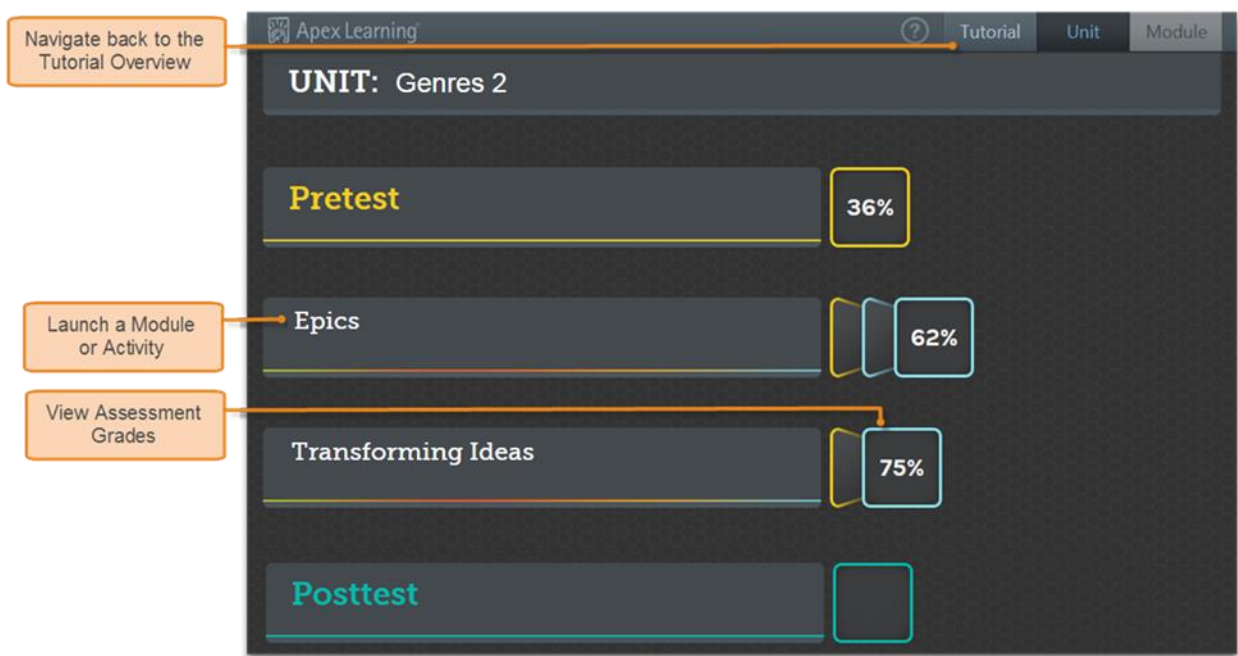 Navigate back to the
Tutorial Overview
Apex Learning
?
Tutorial
Unit
Module
UNIT: Genres 2
Pretest
36%
Launch a Module
or Activity
Epics
62%
View Assessment
Grades
Transforming Ideas
75%
Posttest